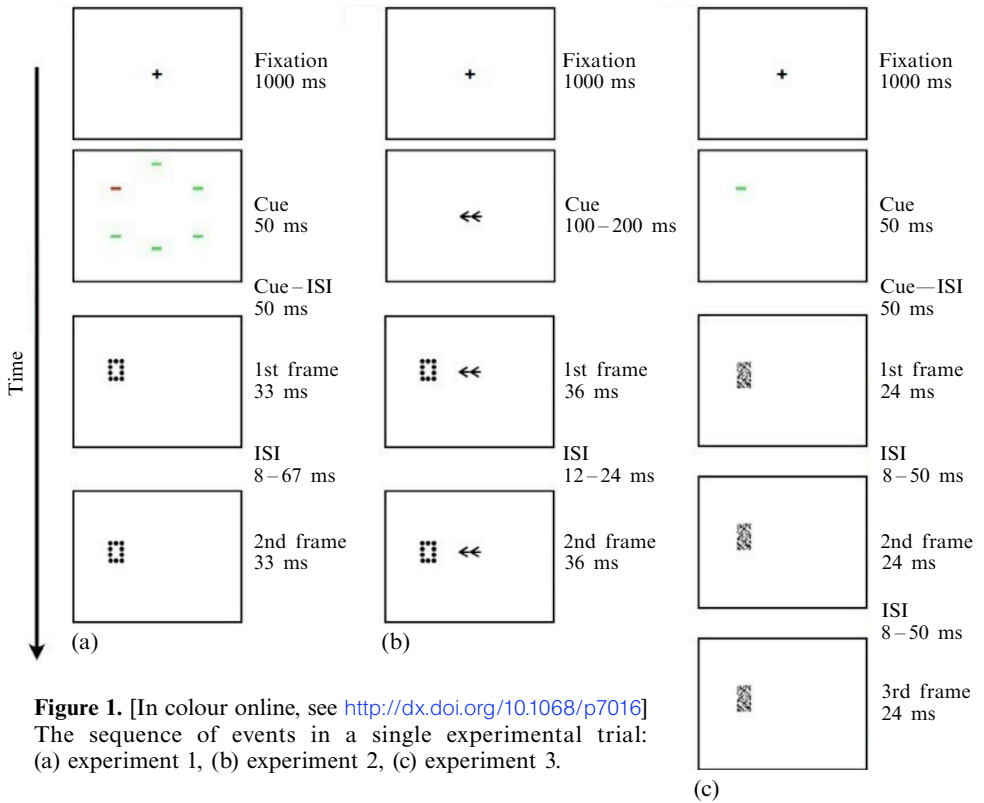 Time
Fixation
1000 ms
Cue
50 ms
Cue–ISI
50 ms
1st frame
33 ms
ISI
8–67 ms
2nd frame
33 ms
(a)
Fixation
1000 ms
Cue
100–200 ms
1st frame
36 ms
ISI
12–24 ms
2nd frame
36 ms
(b)
Fixation
1000 ms
Cue
50 ms
Cue—ISI
50 ms
1st frame
24 ms
ISI
8–50 ms
2nd frame
24 ms
ISI
8–50 ms
3rd frame
24 ms
(c)
Figure 1. [In colour online, see http://dx.doi.org/10.1068/p7016]
The sequence of events in a single experimental trial:
(a) experiment 1, (b) experiment 2, (c) experiment 3.